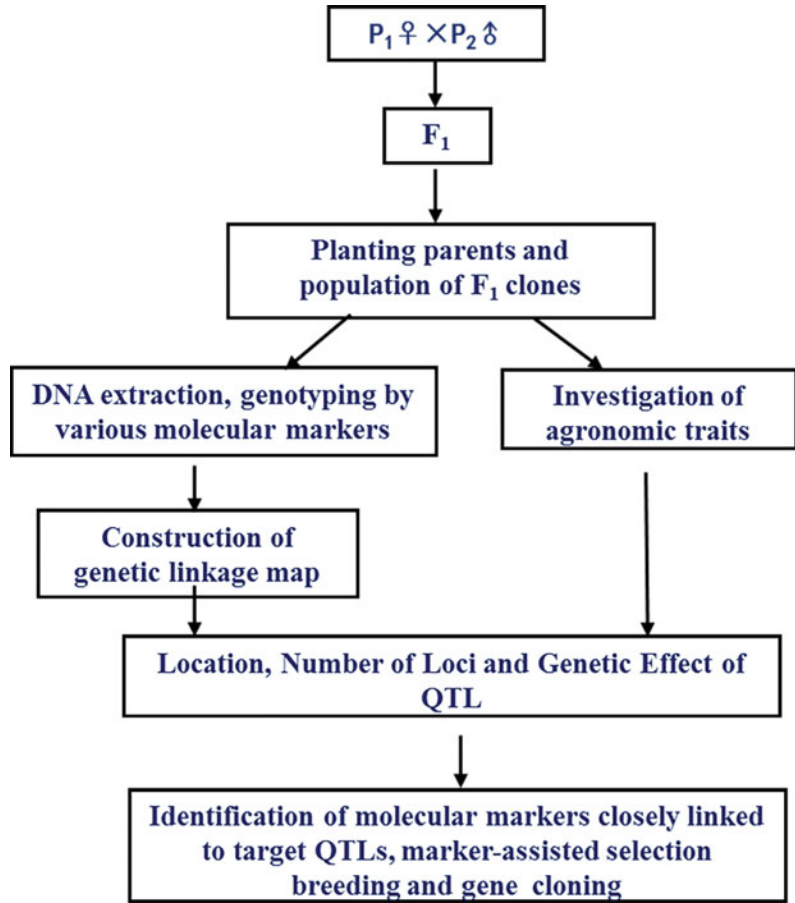 P₁♀×P₂♂
F₁
Planting parents and
population of F₁ clones
DNA extraction, genotyping by
various molecular markers
Investigation of
agronomic traits
Construction of
genetic linkage map
Location, Number of Loci and Genetic Effect of
QTL
Identification of molecular markers closely linked
to target QTLs, marker-assisted selection
breeding and gene cloning